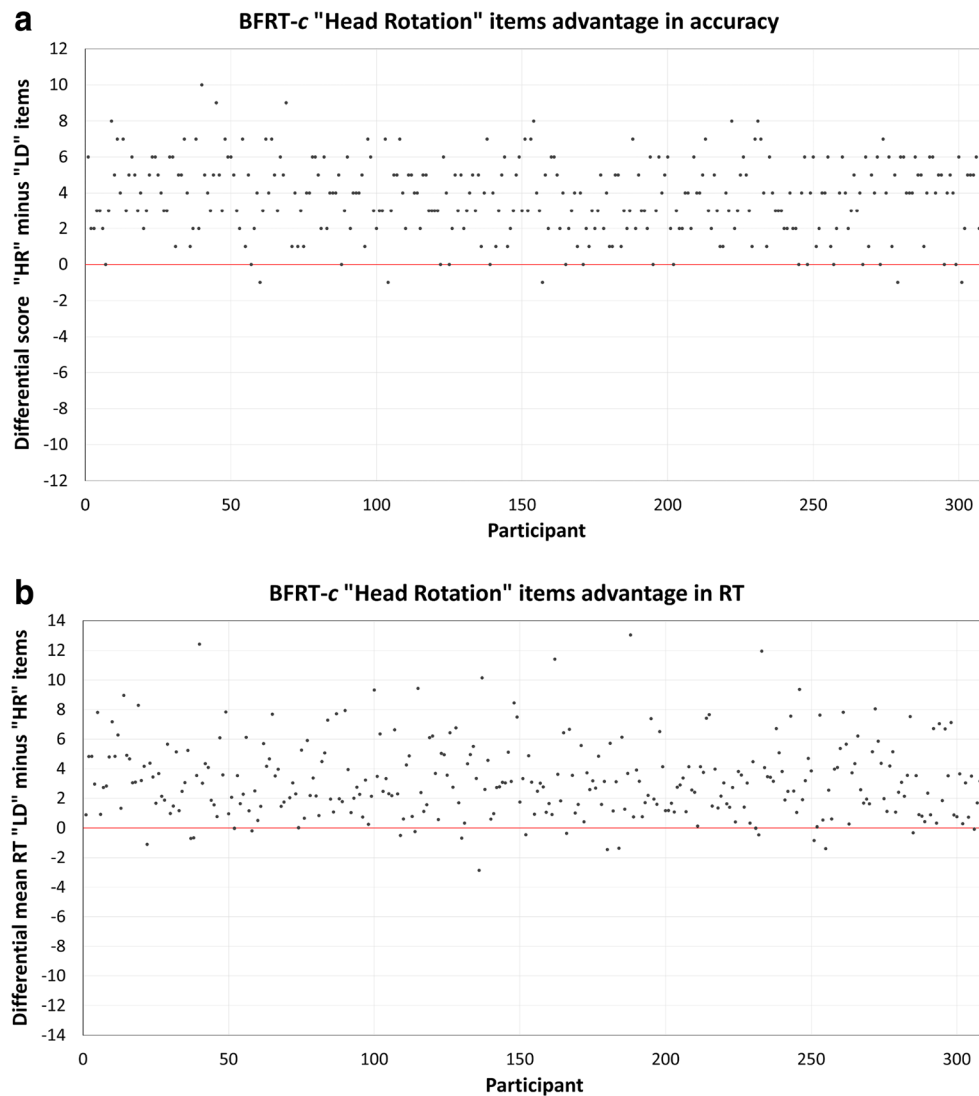 a
BFRT-c "Head Rotation" items advantage in accuracy
Differential score "HR" minus "LD" items
12
10
8
6
4
2
0
-2
-4
-6
-8
-10
-12
0 50 100 150 200 250 300
Participant
b
BFRT-c "Head Rotation" items advantage in RT
Differential mean RT "LD" minus "HR" items
14
12
10
8
6
4
2
0
-2
-4
-6
-8
-10
-12
-14
0 50 100 150 200 250 300
Participant